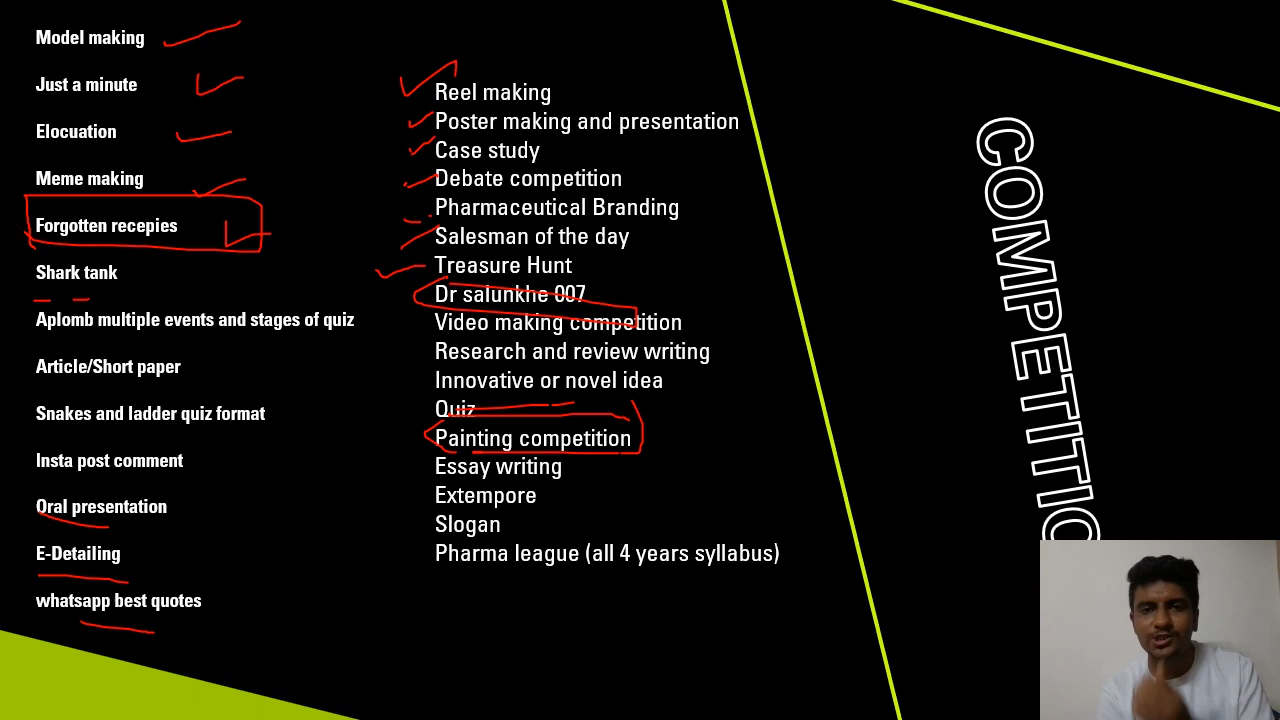 Model making
Just a minute
Elocuation
Meme making
Forgotten recepies
Shark tank
Aplomb multiple events and stages of quiz
Article/Short paper
Snakes and ladder quiz format
Insta post comment
Oral presentation
E-Detailing
whatsapp best quotes
Reel making
Poster making and presentation
Case study
Debate competition
Pharmaceutical Branding
Salesman of the day
Treasure Hunt
Dr salunkhe 007
Video making competition
Research and review writing
Innovative or novel idea
Quiz
Painting competition
Essay writing
Extempore
Slogan
Pharma league (all 4 years syllabus)
COMPETITIO